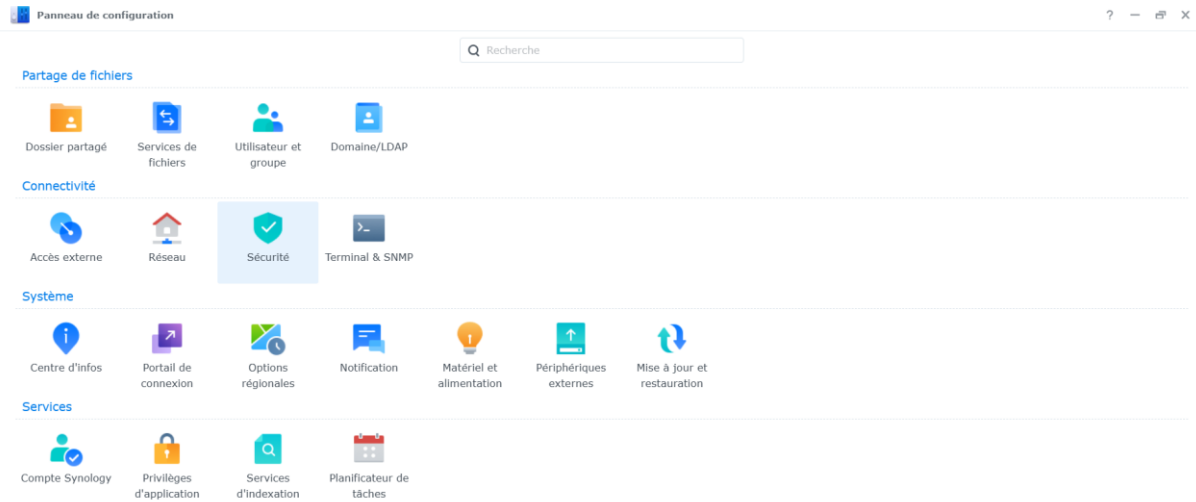 Panneau de configuration
Recherche
Partage de fichiers
Dossier partagé
Services de
fichiers
Utilisateur et
groupe
Domaine/LDAP
Connectivité
Accès externe
Réseau
Sécurité
Terminal & SNMP
Système
Centre d'infos
Portail de
connexion
Options
régionales
Notification
Matériel et
alimentation
Périphériques
externes
Mise à jour et
restauration
Services
Compte Synology
Privilèges
d'application
Services
d'indexation
Planificateur de
tâches